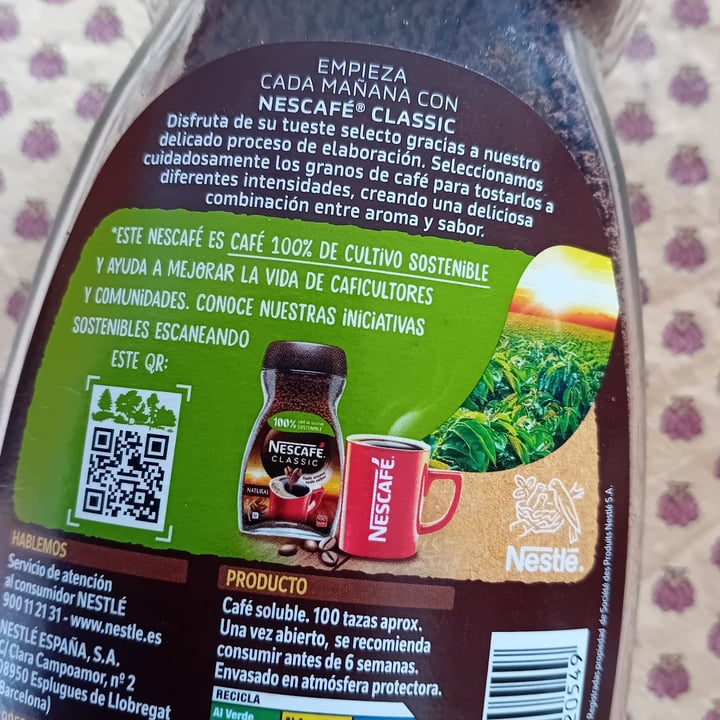 EMPIEZA
CADA MAÑANA CON
NESCAFÉ® CLASSIC
Disfruta de su tueste selecto gracias a nuestro
delicado proceso de elaboración. Seleccionamos
cuidadosamente los granos de café para tostarlos a
diferentes intensidades, creando una deliciosa
combinación entre aroma y sabor.
*ESTE NESCAFÉ ES CAFÉ 100% DE CULTIVO SOSTENIBLE
Y AYUDA A MEJORAR LA VIDA DE CAFICULTORES
Y COMUNIDADES. CONOCE NUESTRAS INICIATIVAS
SOSTENIBLES ESCANEANDO
ESTE QR:
100%
SOSTENIBLE
NESCAFÉ
CLASSIC
NATURAL
NESCAFÉ
Nestlé
HABLEMOS
Servicio de atención
al consumidor NESTLÉ
900 11 21 31 - www.nestle.es
NESTLÉ ESPAÑA, S.A.
C/ Clara Campoamor, nº 2
08950 Esplugues de Llobregat
(Barcelona)
PRODUCTO
Café soluble. 100 tazas aprox.
Una vez abierto, se recomienda
consumir antes de 6 semanas.
Envasado en atmósfera protectora.
RECICLA
Al Verde
Registradas propiedad de Société des Produits Nestlé S.A.